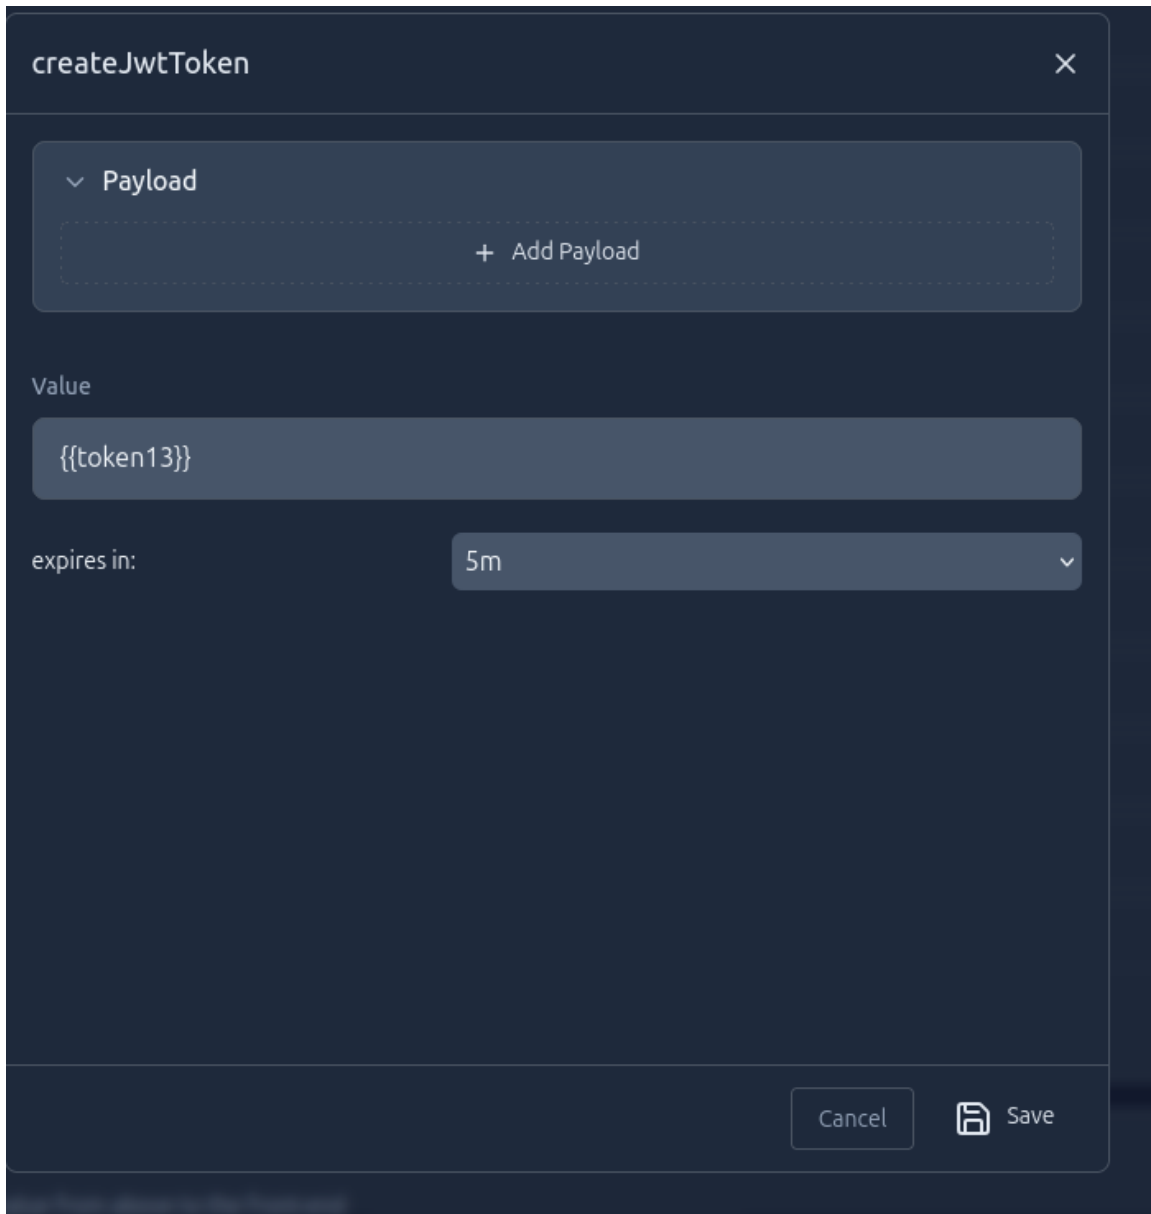 createJwtToken
Payload
+ Add Payload
Value
{{token13}}
expires in:
5m
Cancel
Save